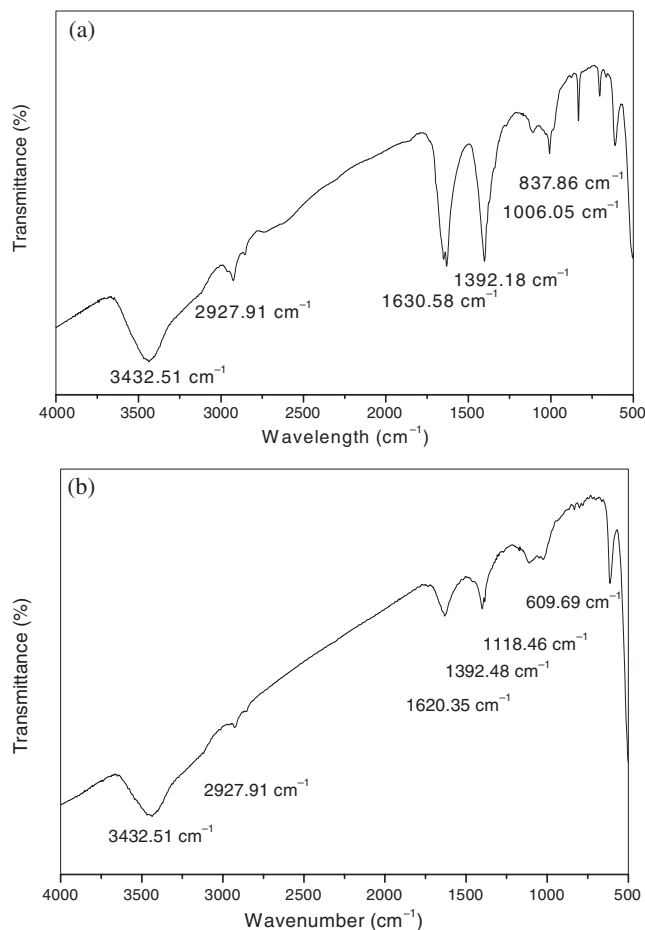 (a)
Transmittance (%)
837.86 cm⁻¹
1006.05 cm⁻¹
1392.18 cm⁻¹
1630.58 cm⁻¹
2927.91 cm⁻¹
3432.51 cm⁻¹
4000 3500 3000 2500 2000 1500 1000 500
Wavelength (cm⁻¹)
(b)
Transmittance (%)
609.69 cm⁻¹
1118.46 cm⁻¹
1392.48 cm⁻¹
1620.35 cm⁻¹
2927.91 cm⁻¹
3432.51 cm⁻¹
4000 3500 3000 2500 2000 1500 1000 500
Wavenumber (cm⁻¹)